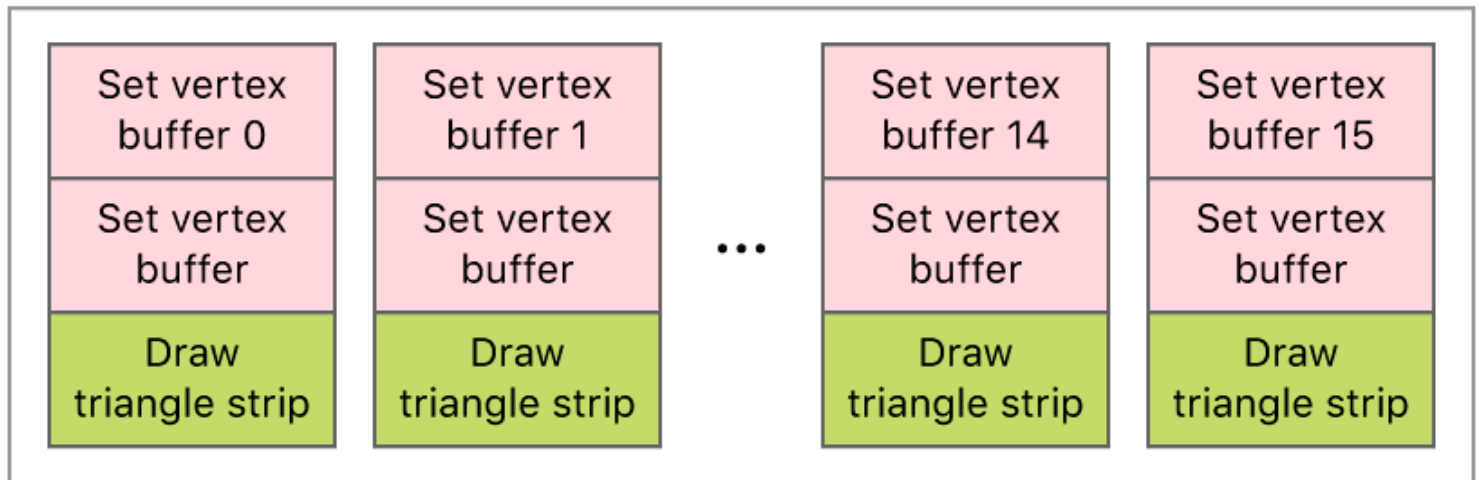 Set vertex
buffer 0
Set vertex
buffer
Draw
triangle strip
Set vertex
buffer 1
Set vertex
buffer
Draw
triangle strip
...
Set vertex
buffer 14
Set vertex
buffer
Draw
triangle strip
Set vertex
buffer 15
Set vertex
buffer
Draw
triangle strip